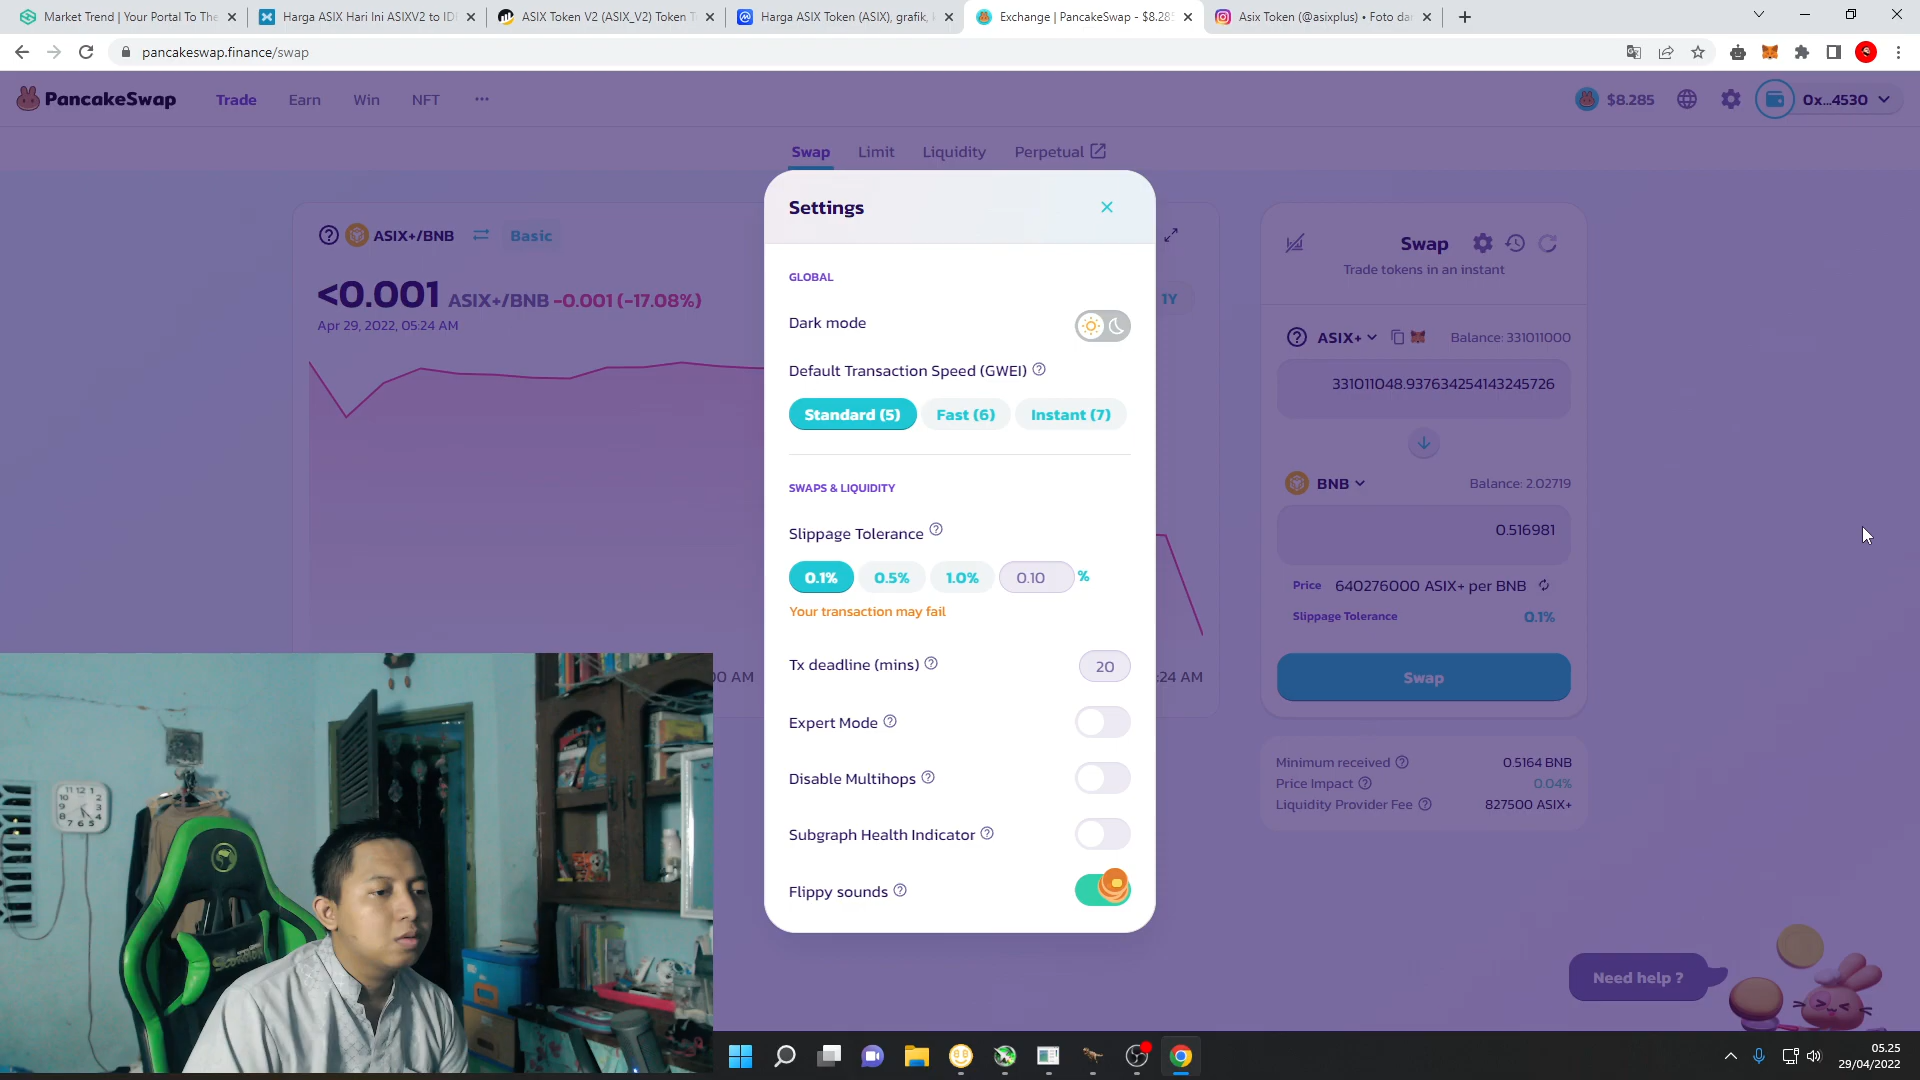 Market Trend | Your Portal To The
Harga ASIX Hari Ini ASIXV2 to ID
ASIX Token V2 (ASIX_V2) Token T
Harga ASIX Token (ASIX), grafik,
Exchange | PancakeSwap - $8.285
Asix Token (@asixplus) • Foto da
pancakeswap.finance/swap
PancakeSwap
Trade
Earn
Win
NFT
$8.285
0x...4530
Swap
Limit
Liquidity
Perpetual
ASIX+/BNB
Basic
<0.001 ASIX+/BNB -0.001 (-17.08%)
Apr 29, 2022, 05:24 AM
1Y
00 AM
:24 AM
Settings
GLOBAL
Dark mode
Default Transaction Speed (GWEI)
Standard (5)
Fast (6)
Instant (7)
SWAPS & LIQUIDITY
Slippage Tolerance
0.1%
0.5%
1.0%
0.10
%
Your transaction may fail
Tx deadline (mins)
20
Expert Mode
Disable Multihops
Subgraph Health Indicator
Flippy sounds
Swap
Trade tokens in an instant
ASIX+
Balance: 331011000
331011048.937634254143245726
BNB
Balance: 2.02719
0.516981
Price
640276000 ASIX+ per BNB
Slippage Tolerance
0.1%
Swap
Minimum received
0.5164 BNB
Price Impact
0.04%
Liquidity Provider Fee
827500 ASIX+
Need help ?
05.25
29/04/2022